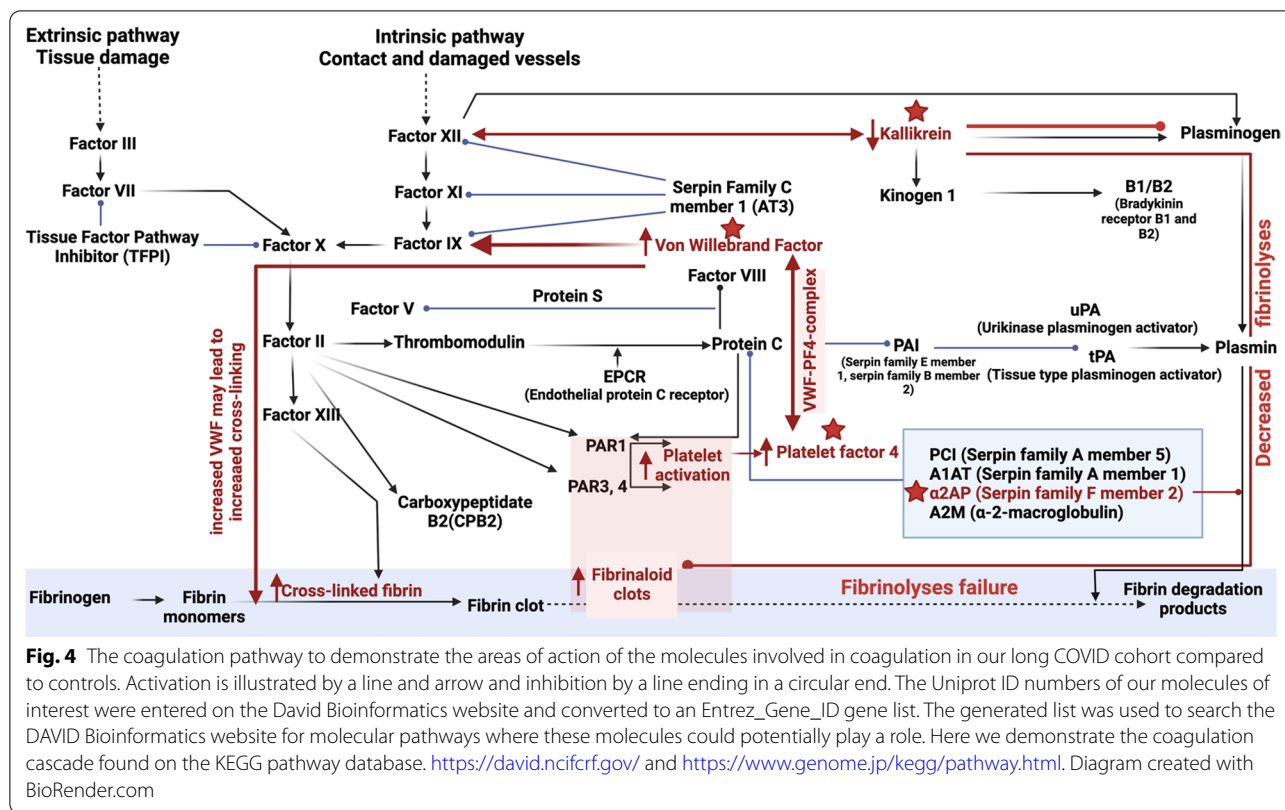 Extrinsic pathway
Tissue damage
Intrinsic pathway
Contact and damaged vessels
Factor III
Factor XII
Kallikrein
Plasminogen
Factor VII
Factor XI
Serpin Family C
member 1 (AT3)
Kinogen 1
B1/B2
(Bradykinin
receptor B1 and
B2)
Tissue Factor Pathway
Inhibitor (TFPI)
Factor X
Factor IX
Von Willebrand Factor
Factor VIII
Factor V
Protein S
Factor II
Thrombomodulin
Protein C
EPCR
(Endothelial protein C receptor)
VWF-PF4-complex
PAI
(Serpin family E member
1, serpin family B member
2)
uPA
(Urikinase plasminogen activator)
tPA
(Tissue type plasminogen activator)
Plasmin
Decreased fibrinolyses
increased VWF may lead to
increaed cross-linking
Factor XIII
PAR1
Platelet
activation
PAR3, 4
Platelet factor 4
Carboxypeptidate
B2(CPB2)
PCI (Serpin family A member 5)
A1AT (Serpin family A member 1)
α2AP (Serpin family F member 2)
A2M (α-2-macroglobulin)
Fibrinogen
Fibrin
monomers
Cross-linked fibrin
Fibrin clot
Fibrinaloid
clots
Fibrinolyses failure
Fibrin degradation
products
Fig. 4 The coagulation pathway to demonstrate the areas of action of the molecules involved in coagulation in our long COVID cohort compared
to controls. Activation is illustrated by a line and arrow and inhibition by a line ending in a circular end. The Uniprot ID numbers of our molecules of
interest were entered on the David Bioinformatics website and converted to an Entrez_Gene_ID gene list. The generated list was used to search the
DAVID Bioinformatics website for molecular pathways where these molecules could potentially play a role. Here we demonstrate the coagulation
cascade found on the KEGG pathway database. https://david.ncifcrf.gov/ and https://www.genome.jp/kegg/pathway.html. Diagram created with
BioRender.com